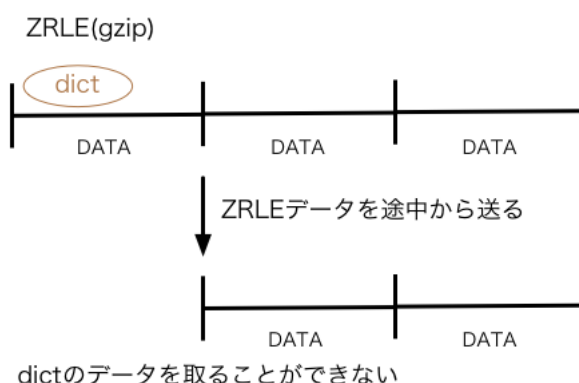 ZRLE(gzip)
dict
DATA
DATA
DATA
ZRLEデータを途中から送る
DATA
DATA
dictのデータを取ることができない